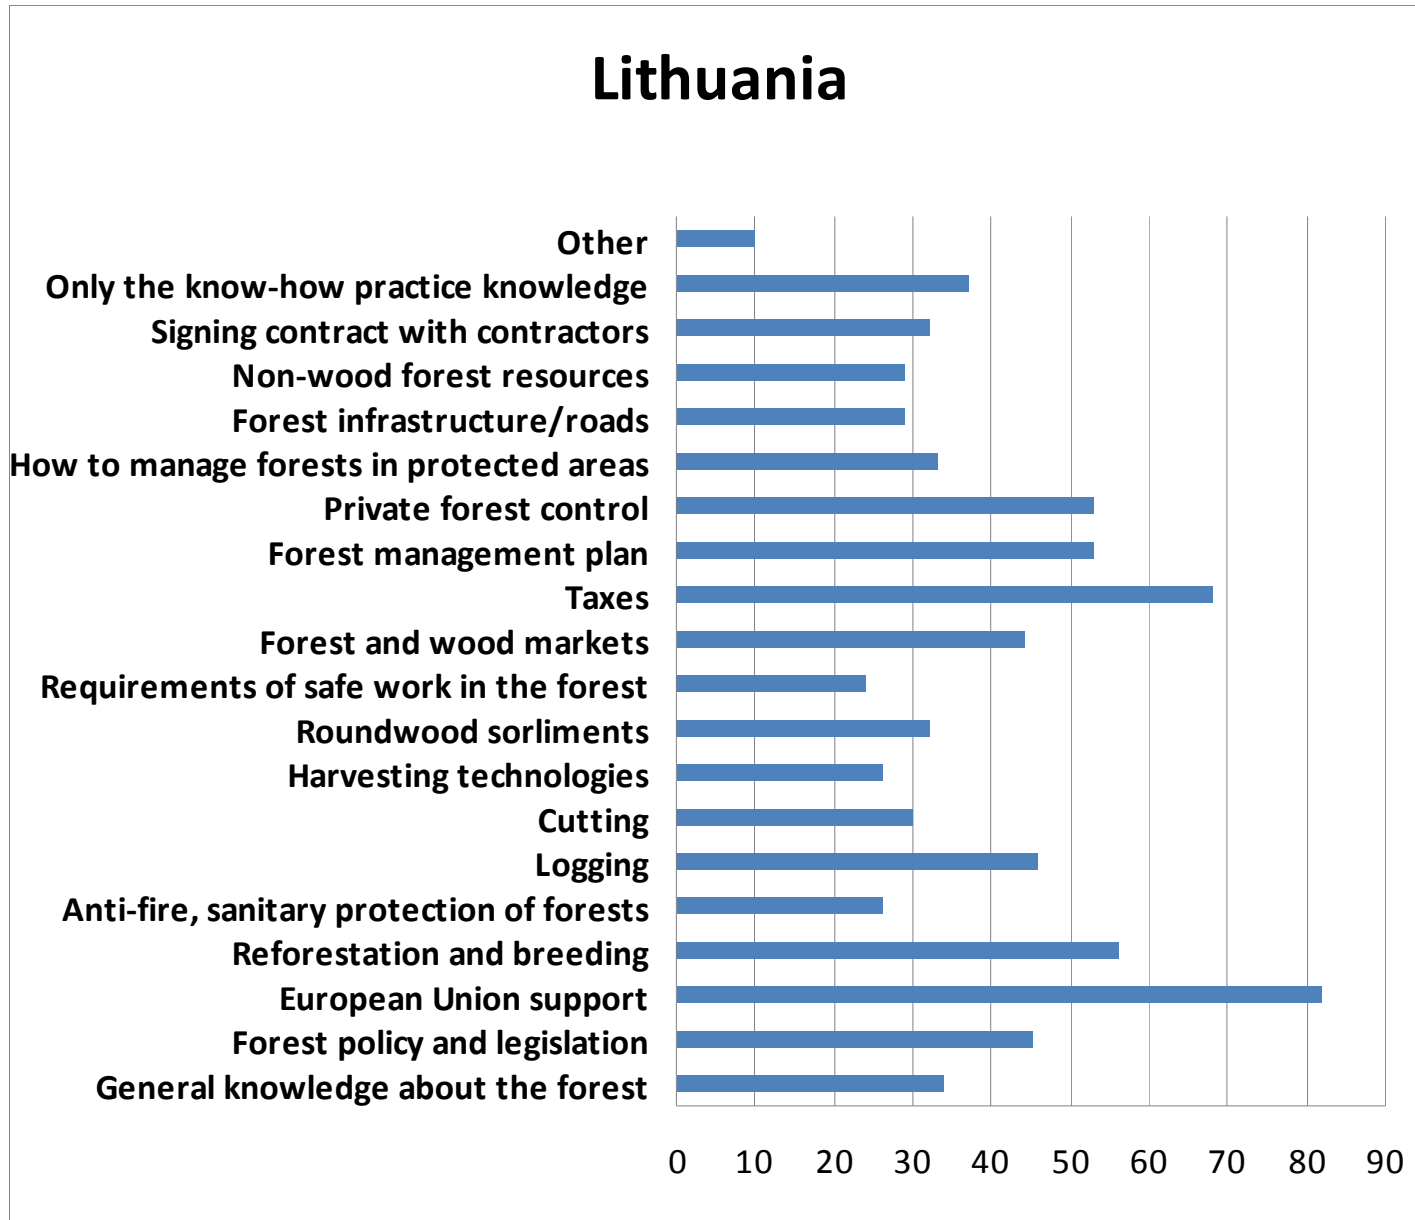 Lithuania
Other
Only the know-how practice knowledge
Signing contract with contractors
Non-wood forest resources
Forest infrastructure/roads
How to manage forests in protected areas
Private forest control
Forest management plan
Taxes
Forest and wood markets
Requirements of safe work in the forest
Roundwood sorliments
Harvesting technologies
Cutting
Logging
Anti-fire, sanitary protection of forests
Reforestation and breeding
European Union support
Forest policy and legislation
General knowledge about the forest
0 10 20 30 40 50 60 70 80 90